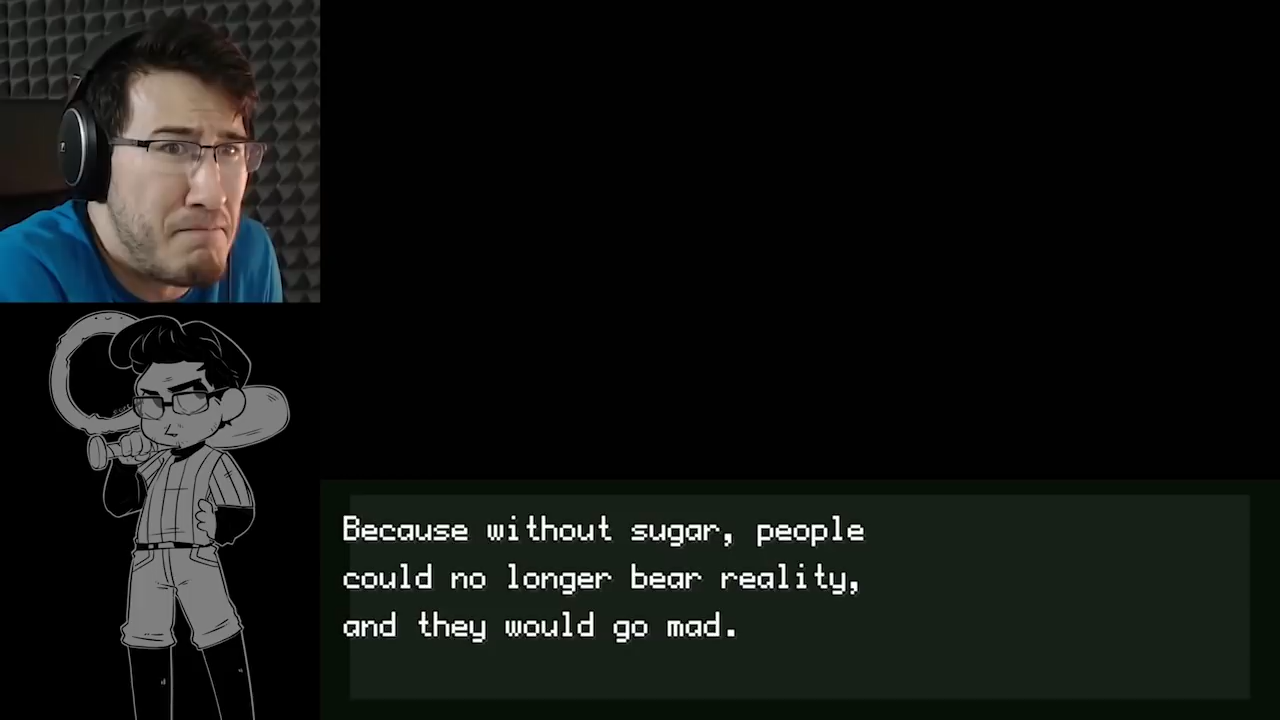 Because without sugar, people
could no longer bear reality,
and they would go mad.